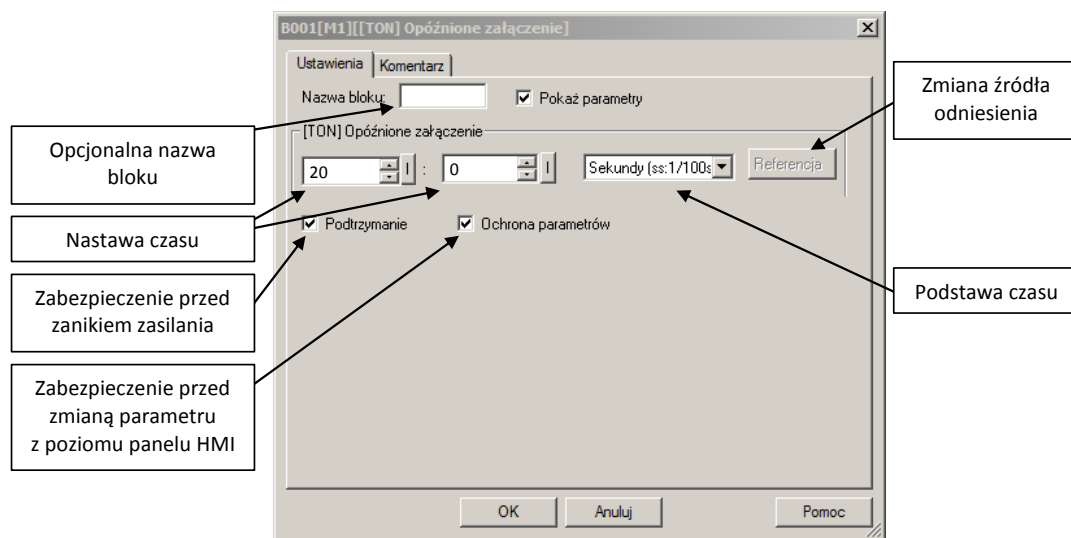 B001[M1][[TON] Opóźnione załączenie]
Ustawienia
Komentarz
Nazwa bloku:
Pokaż parametry
[TON] Opóźnione załączenie
20
:
0
Sekundy (ss:1/100s
Referencja
Podtrzymanie
Ochrona parametrów
OK
Anuluj
Pomoc
Opcjonalna nazwa
bloku
Nastawa czasu
Zabezpieczenie przed
zanikiem zasilania
Zabezpieczenie przed
zmianą parametru
z poziomu panelu HMI
Zmiana źródła
odniesienia
Podstawa czasu